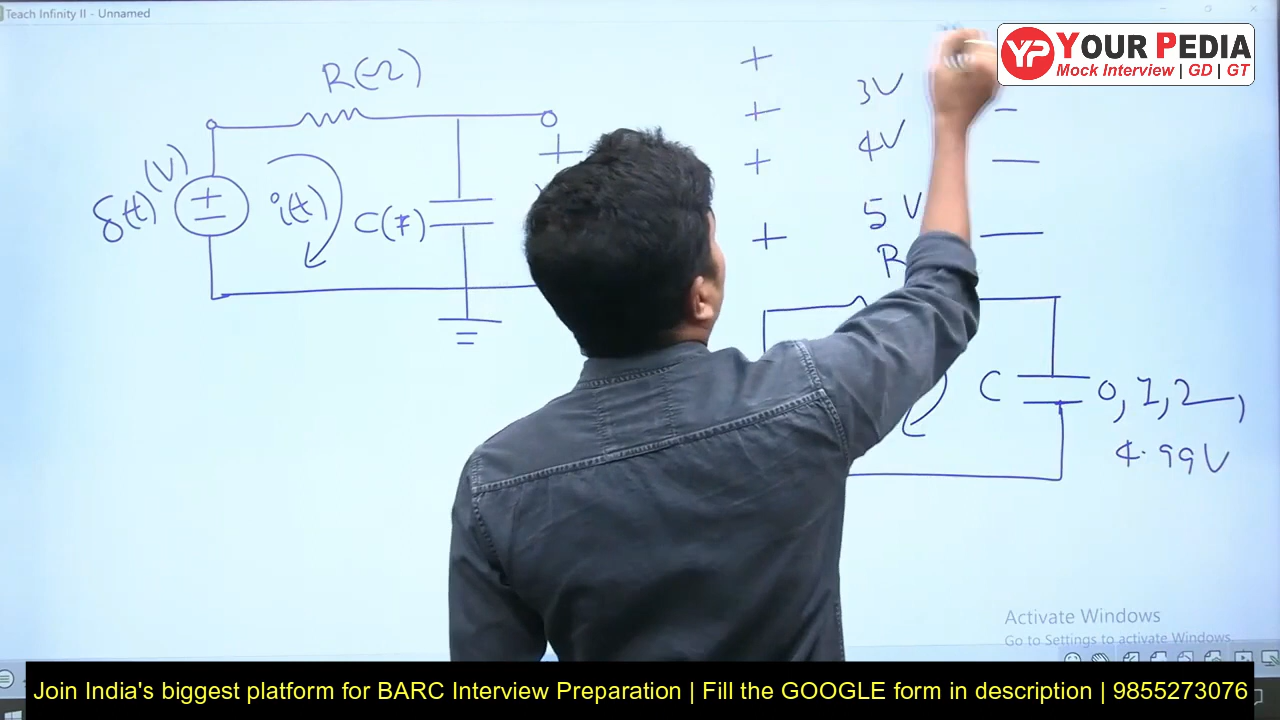 Teach Infinity II - Unnamed
YOUR PEDIA
YP
Mock Interview | GD | GT
R(Ω)
+
3V
+
-
4V
+
-
+
δ(t)
(V)
+
-
i(t)
C(F)
5V
+
-
R
C
0, 1, 2—,
4.99V
Activate Windows
Go to Settings to activate Windows.
Join India's biggest platform for BARC Interview Preparation | Fill the GOOGLE form in description | 9855273076